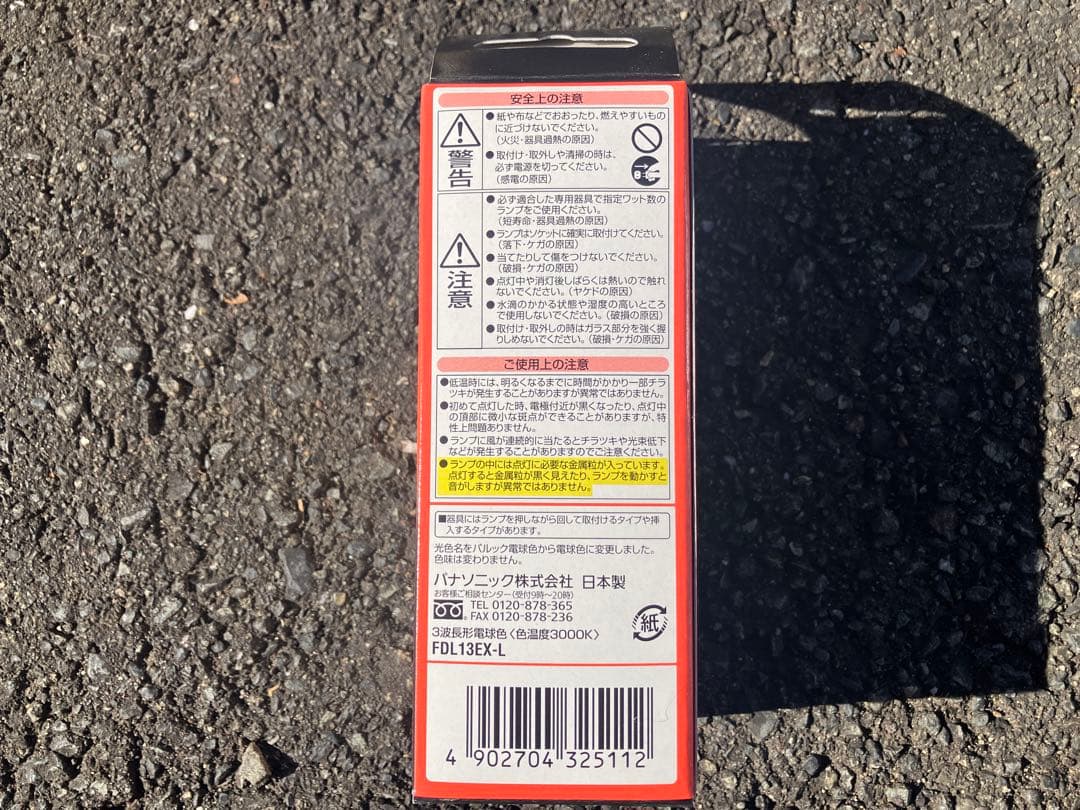 安全上の注意
警告
●紙や布などでおおったり、燃えやすいもの
に近づけないでください。
(火災・器具過熱の原因)
●取付け・取外しや清掃の時は、
必ず電源を切ってください。
(感電の原因)
注意
●必ず適合した専用器具で指定ワット数の
ランプをご使用ください。
(短寿命・器具過熱の原因)
●ランプはソケットに確実に取付けてください。
(落下・ケガの原因)
●当てたりして傷をつけないでください。
(破損・ケガの原因)
●点灯中や消灯後しばらくは熱いので触れ
ないでください。(ヤケドの原因)
●水滴のかかる状態や湿度の高いところ
で使用しないでください。(破損の原因)
●取付け・取外しの時はガラス部分を強く握
りしめないでください。(破損・ケガの原因)
ご使用上の注意
●低温時には、明るくなるまでに時間がかかり一部チラ
ツキが発生することがありますが異常ではありません。
●初めて点灯した時、電極付近が黒くなったり、点灯中
の頂部に微小な斑点ができることがありますが、特
性上問題ありません。
●ランプに風が連続的に当たるとチラツキや光束低下
などが発生することがありますのでご注意ください。
●ランプの中には点灯に必要な金属粒が入っています。
点灯すると金属粒が黒く見えたり、ランプを動かすと
音がしますが異常ではありません。
■器具にはランプを押しながら回して取付けるタイプや挿
入するタイプがあります。
光色名をパルック電球色から電球色に変更しました。
色味は変わりません。
パナソニック株式会社 日本製
お客様ご相談センター(受付9時〜20時)
TEL 0120-878-365
FAX 0120-878-236
紙
3波長形電球色〈色温度3000K〉
FDL13EX-L
4 902704 325112